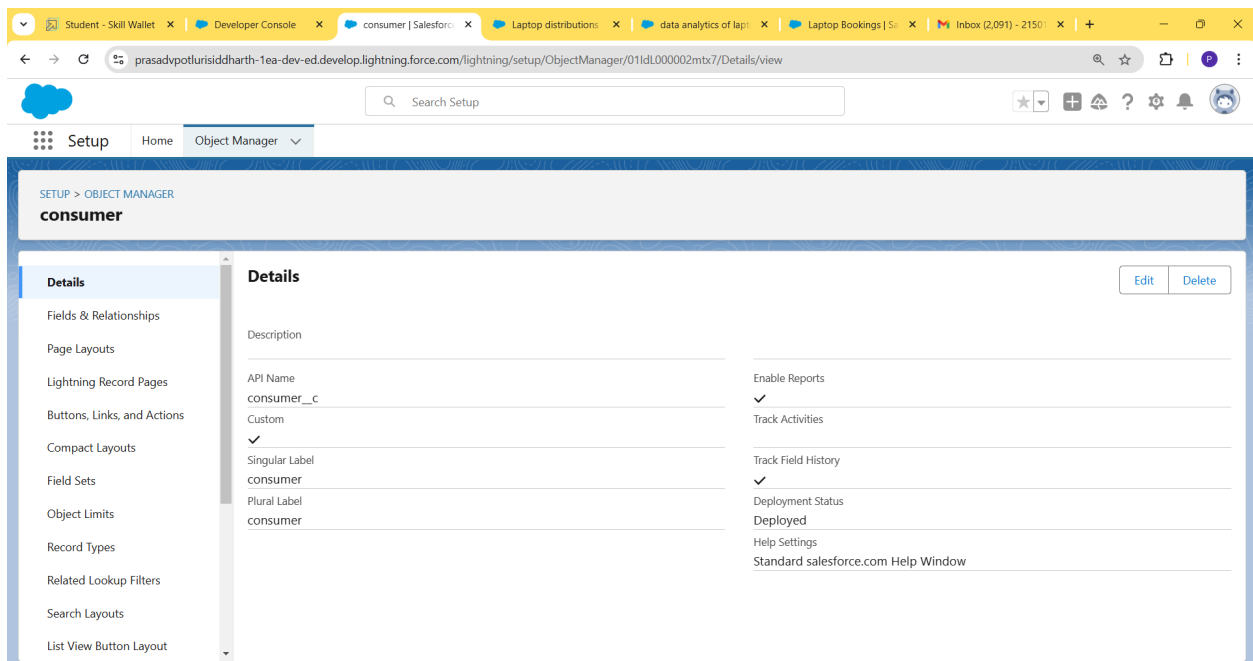 Student - Skill Wallet
Developer Console
consumer | Salesforce
Laptop distributions
data analytics of lapt
Laptop Bookings | Sa
Inbox (2,091) - 21501
prasadvpotlurisiddharth-1ea-dev-ed.develop.lightning.force.com/lightning/setup/ObjectManager/01IdL000002mtx7/Details/view
P
Search Setup
Setup
Home
Object Manager
SETUP > OBJECT MANAGER
consumer
Details
Fields & Relationships
Page Layouts
Lightning Record Pages
Buttons, Links, and Actions
Compact Layouts
Field Sets
Object Limits
Record Types
Related Lookup Filters
Search Layouts
List View Button Layout
Details
Edit
Delete
Description
API Name
consumer__c
Custom
Singular Label
consumer
Plural Label
consumer
Enable Reports
Track Activities
Track Field History
Deployment Status
Deployed
Help Settings
Standard salesforce.com Help Window